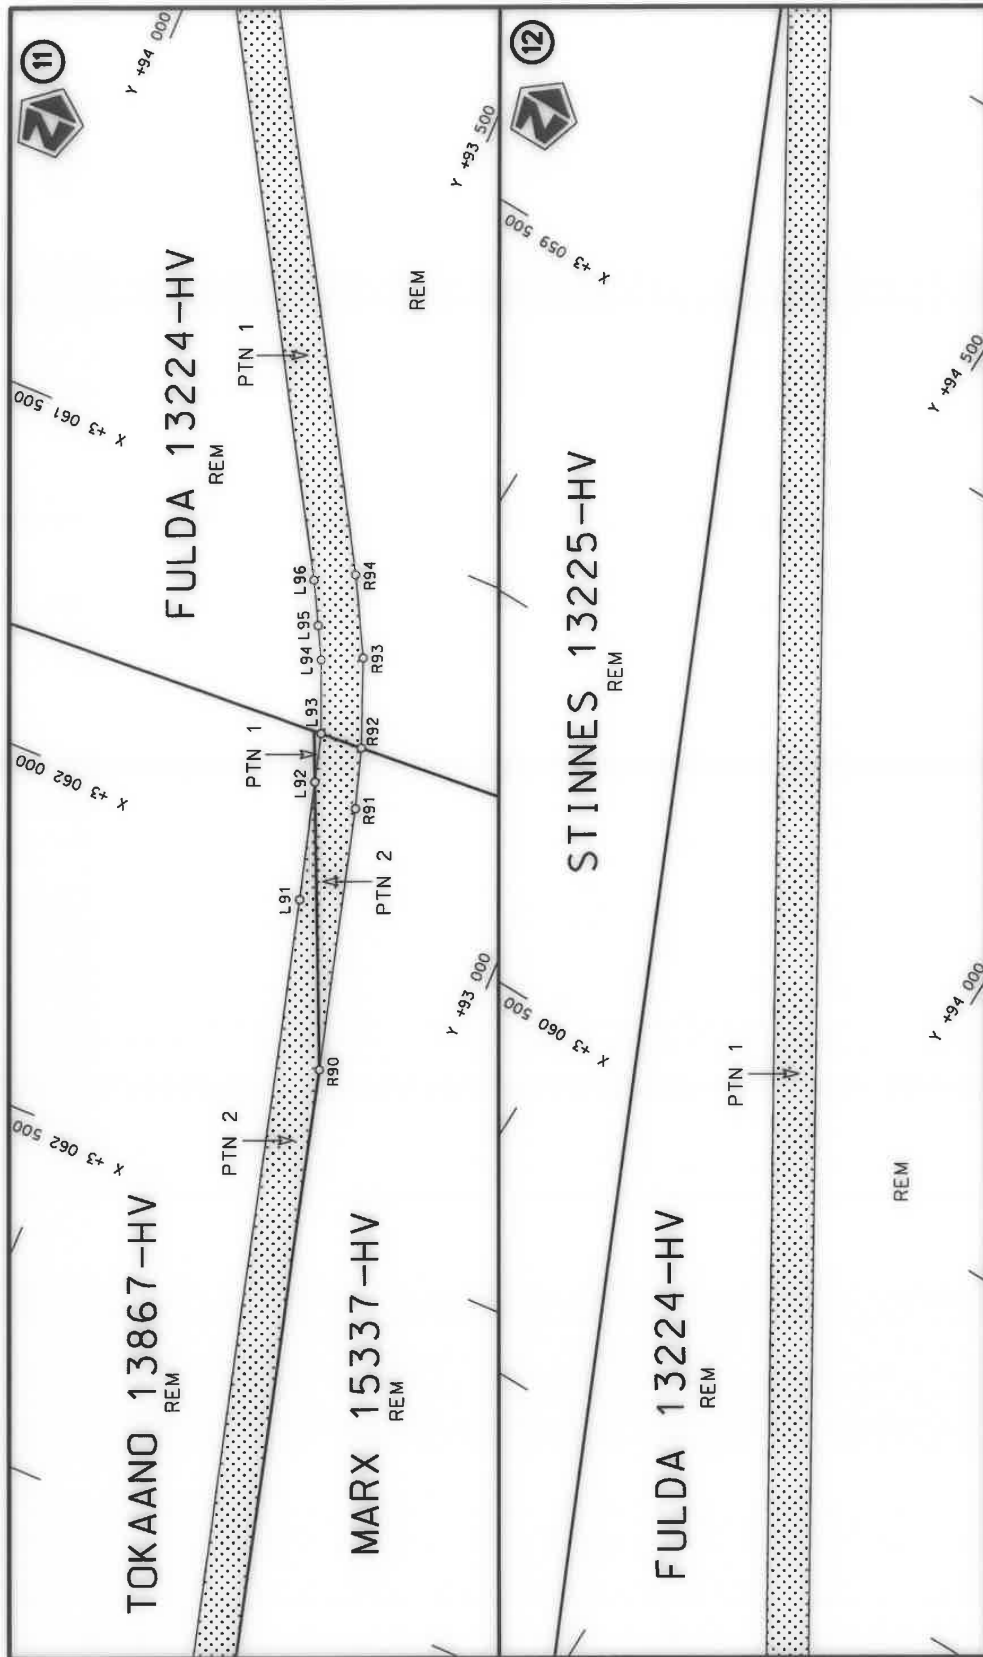 11
Y +94 000
FULDA 13224-HV
REM
PTN 1
REM
Y +93 500
X +3 061 500
L96
L95
L94
L93
R94
R93
R92
R91
PTN 1
L92
PTN 2
L91
X +3 062 000
R90
Y +93 000
PTN 2
X +3 062 500
TOKAANO 13867-HV
REM
MARX 15337-HV
REM
12
X +3 059 500
Y +94 500
STINNES 13225-HV
REM
X +3 060 500
Y +94 000
PTN 1
REM
FULDA 13224-HV
REM